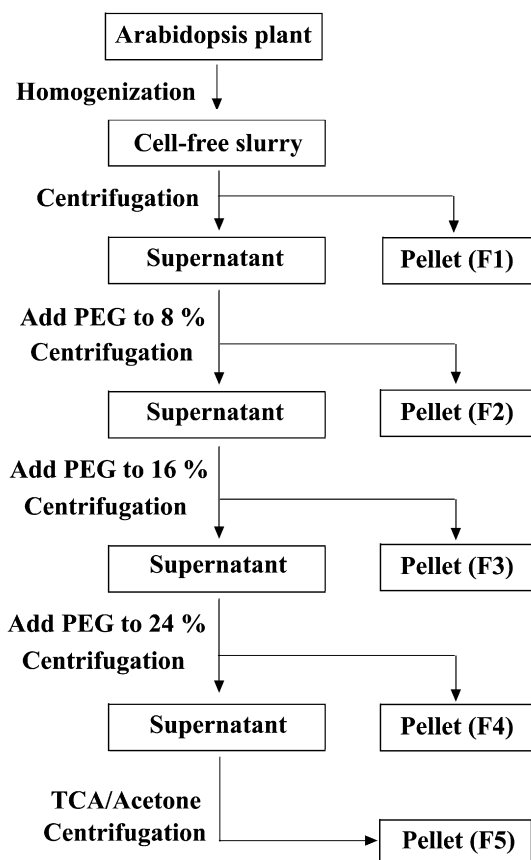 Arabidopsis plant
Homogenization
Cell-free slurry
Centrifugation
Supernatant
Pellet (F1)
Add PEG to 8 %
Centrifugation
Supernatant
Pellet (F2)
Add PEG to 16 %
Centrifugation
Supernatant
Pellet (F3)
Add PEG to 24 %
Centrifugation
Supernatant
Pellet (F4)
TCA/Acetone
Centrifugation
Pellet (F5)